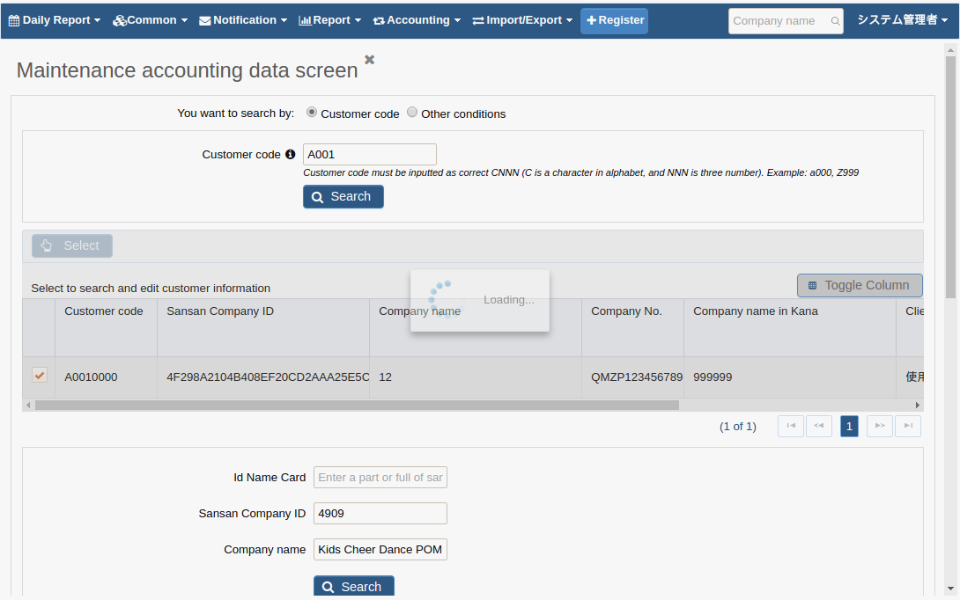 Daily Report Common Notification Report Accounting Import/Export Register Company name システム管理者
Maintenance accounting data screen
You want to search by: Customer code Other conditions
Customer code A001
Customer code must be inputted as correct CNNN (C is a character in alphabet, and NNN is three number). Example: a000, Z999
Search
Select
Select to search and edit customer information
Toggle Column
Loading...
Customer code Sansan Company ID Company name Company No. Company name in Kana Clie
A0010000 4F298A2104B408EF20CD2AAA25E5C 12 QMZP123456789 999999 使用
(1 of 1) 1
Id Name Card Enter a part or full of sar
Sansan Company ID 4909
Company name Kids Cheer Dance POM
Search